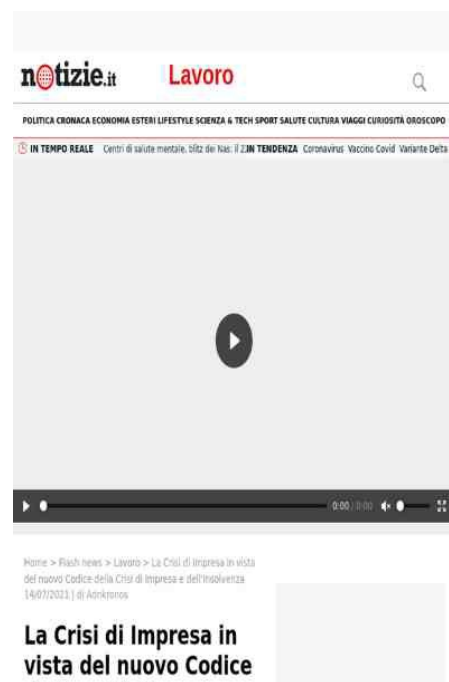 notizie.it
Lavoro
POLITICA CRONACA ECONOMIA ESTERI LIFESTYLE SCIENZA & TECH SPORT SALUTE CULTURA VIAGGI CURIOSITÀ OROSCOPO
IN TEMPO REALE Centri di salute mentale, blitz dei Nas: il 2 IN TENDENZA Coronavirus Vaccino Covid Variante Delta
0:00 / 0:00
Home > Flash news > Lavoro > La Crisi di Impresa in vista
del nuovo Codice della Crisi di Impresa e dell'Insolvenza
14/07/2021 | di Adnkronos
La Crisi di Impresa in
vista del nuovo Codice